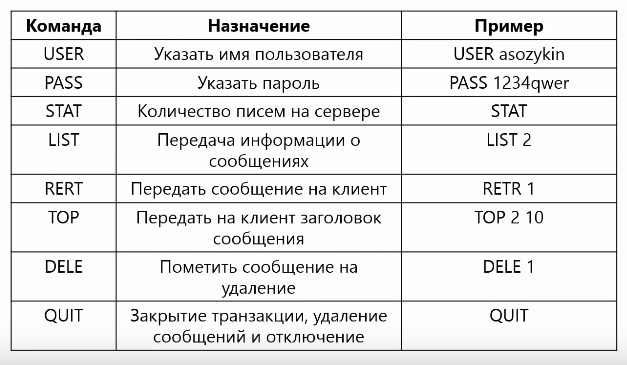 Команда Назначение Пример
USER Указать имя пользователя USER asozykin
PASS Указать пароль PASS 1234qwer
STAT Количество писем на сервере STAT
LIST Передача информации о LIST 2
сообщениях
RERT Передать сообщение на клиент RETR 1
TOP Передать на клиент заголовок TOP 2 10
сообщения
DELE Пометить сообщение на DELE 1
удаление
QUIT Закрытие транзакции, удаление QUIT
сообщений и отключение